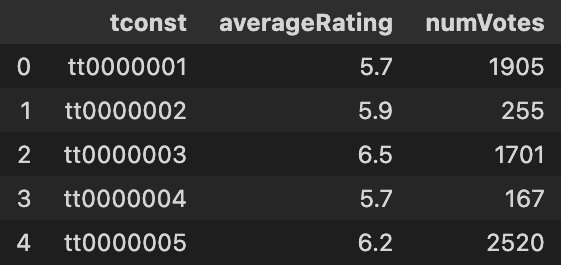 tconst averageRating numVotes
0 tt0000001 5.7 1905
1 tt0000002 5.9 255
2 tt0000003 6.5 1701
3 tt0000004 5.7 167
4 tt0000005 6.2 2520